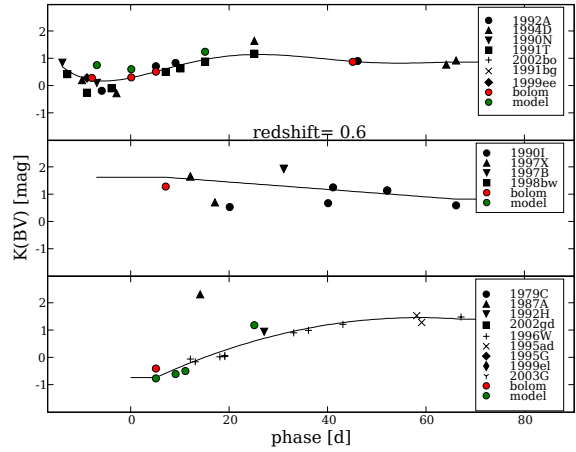 2
1
0
-1
1992A
1994D
1990N
1991T
2002bo
1991bg
1999ee
bolom
model
redshift= 0.6
K(BV) [mag]
2
1
0
-1
1990I
1997X
1997B
1998bw
bolom
model
2
1
0
-1
1979C
1987A
1992H
2002gd
1996W
1995ad
1995G
1999el
2003G
bolom
model
0 20 40 60 80
phase [d]